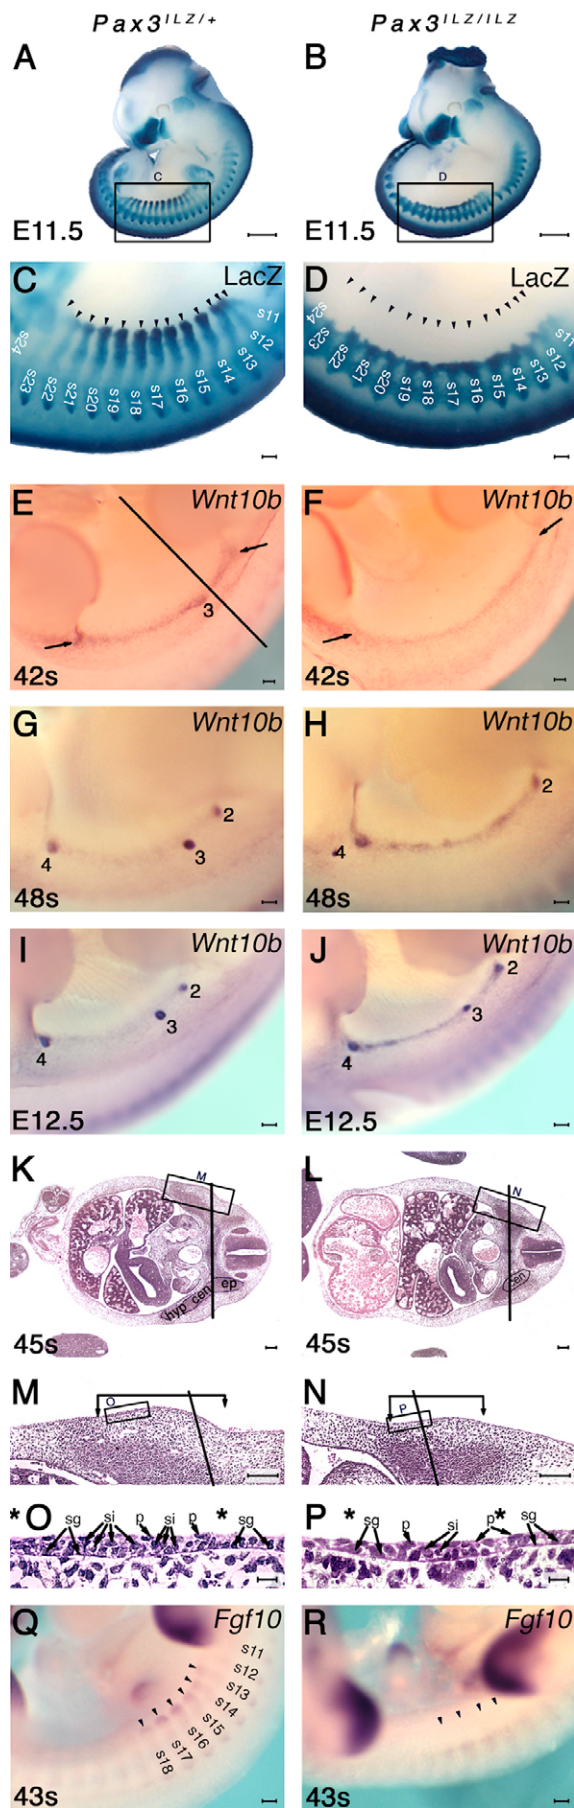 Pax3 ILZ/+ Pax3 ILZ/ILZ
A B
C D
E11.5 E11.5
C LacZ D LacZ
s11 s12 s13 s14 s15 s16 s17 s18 s19 s20 s21 s22 s23 s24
s11 s12 s13 s14 s15 s16 s17 s18 s19 s20 s21 s22 s23 s24
E Wnt10b F Wnt10b
3
42s 42s
G Wnt10b H Wnt10b
2 3 4 2 4
48s 48s
I Wnt10b J Wnt10b
2 3 4 2 3 4
E12.5 E12.5
K M L N
hyp cen ep cen
45s 45s
M O N P
* O sg si p si p * sg
P * sg p si p * sg
Q Fgf10 R Fgf10
s11
s12
s13
s14
s15
s16
s17
s18
43s 43s